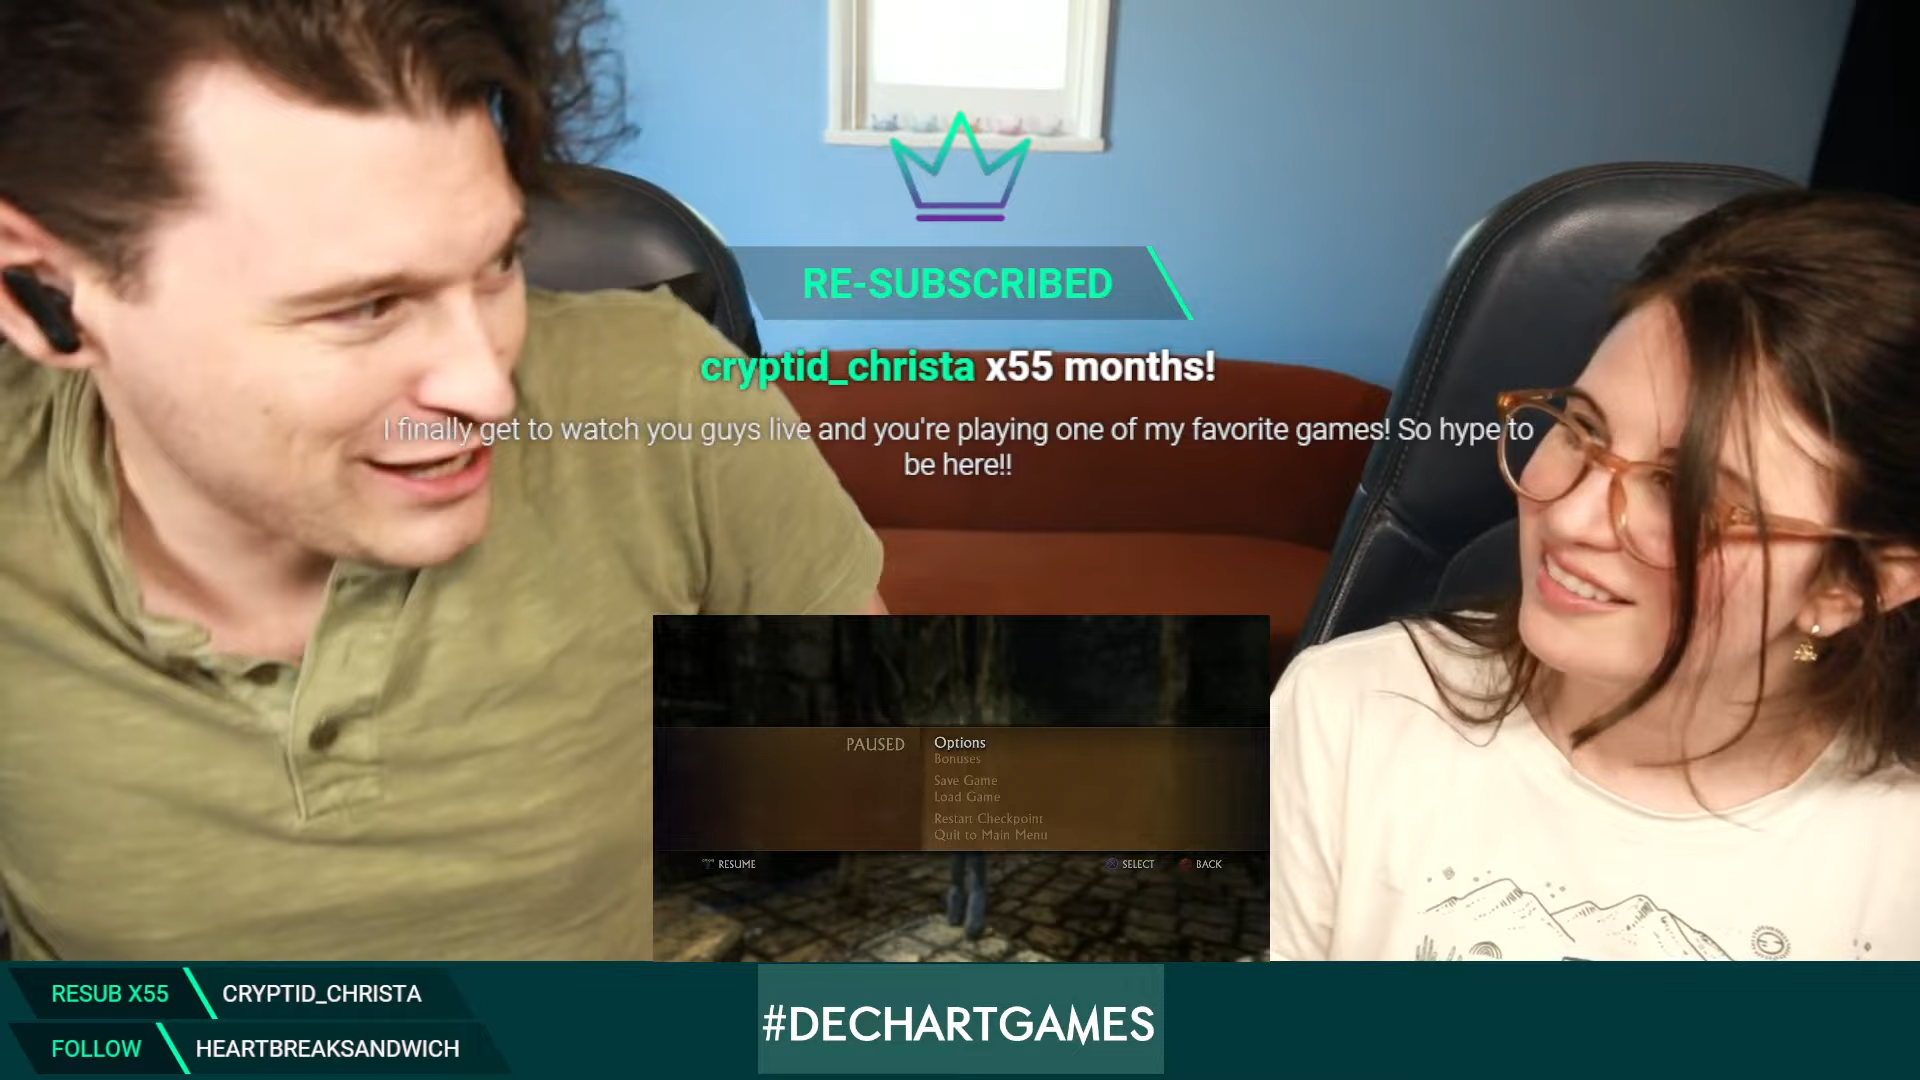 RE-SUBSCRIBED
cryptid_christa x55 months!
I finally get to watch you guys live and you're playing one of my favorite games! So hype to
be here!!
PAUSED
Options
Bonuses
Save Game
Load Game
Restart Checkpoint
Quit to Main Menu
RESUME
SELECT
BACK
RESUB X55 CRYPTID_CHRISTA
FOLLOW HEARTBREAKSANDWICH
#DECHARTGAMES